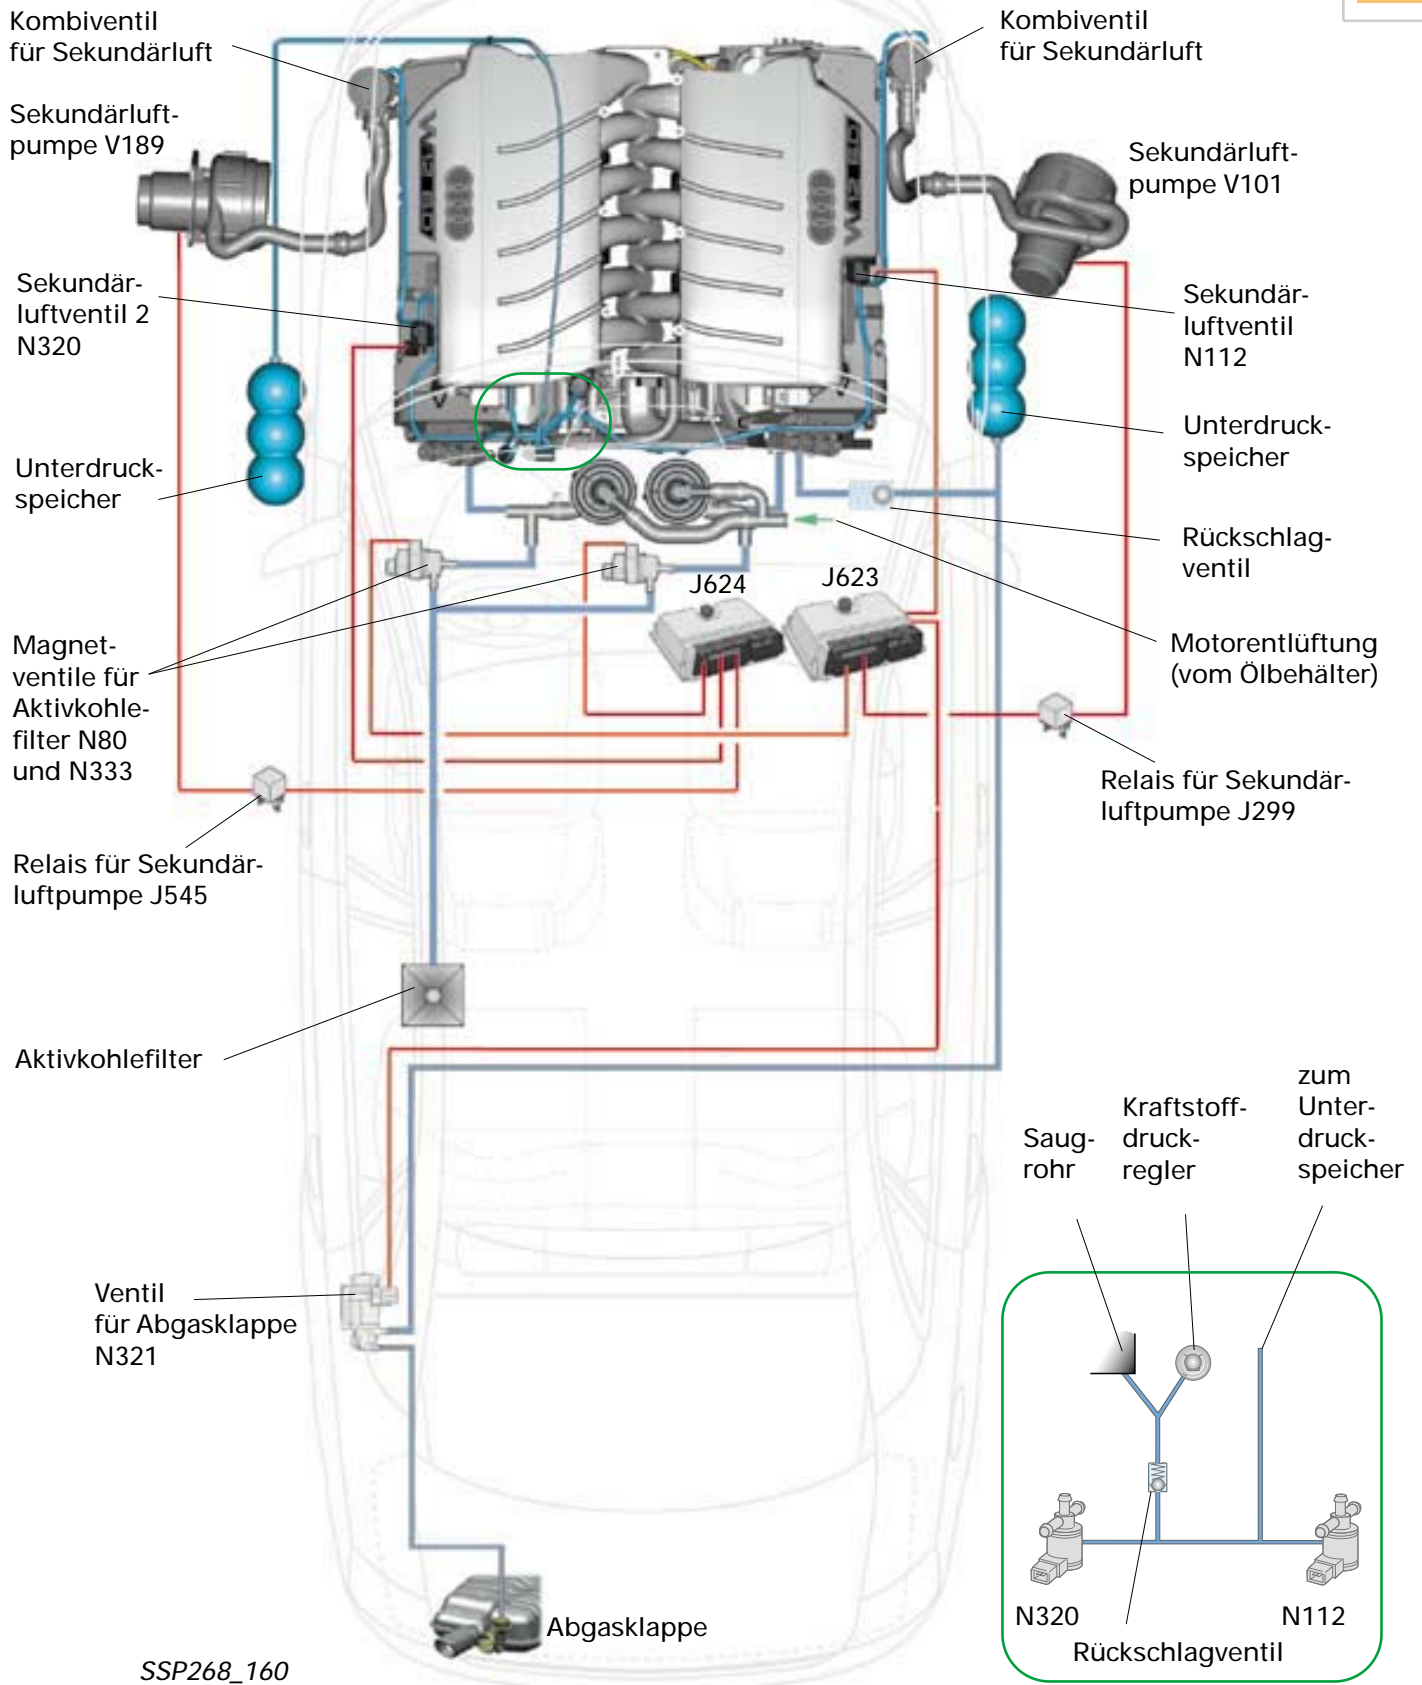 Kombiventil
für Sekundärluft
Kombiventil
für Sekundärluft
Sekundärluft-
pumpe V189
Sekundärluft-
pumpe V101
Sekundär-
luftventil 2
N320
Sekundär-
luftventil
N112
Unterdruck-
speicher
Unterdruck-
speicher
Rückschlag-
ventil
J624
J623
Motorentlüftung
(vom Ölbehälter)
Magnet-
ventile für
Aktivkohle-
filter N80
und N333
Relais für Sekundär-
luftpumpe J299
Relais für Sekundär-
luftpumpe J545
Aktivkohlefilter
Saug-
rohr
Kraftstoff-
druck-
regler
zum
Unter-
druck-
speicher
Ventil
für Abgasklappe
N321
N320
N112
Rückschlagventil
Abgasklappe
SSP268_160